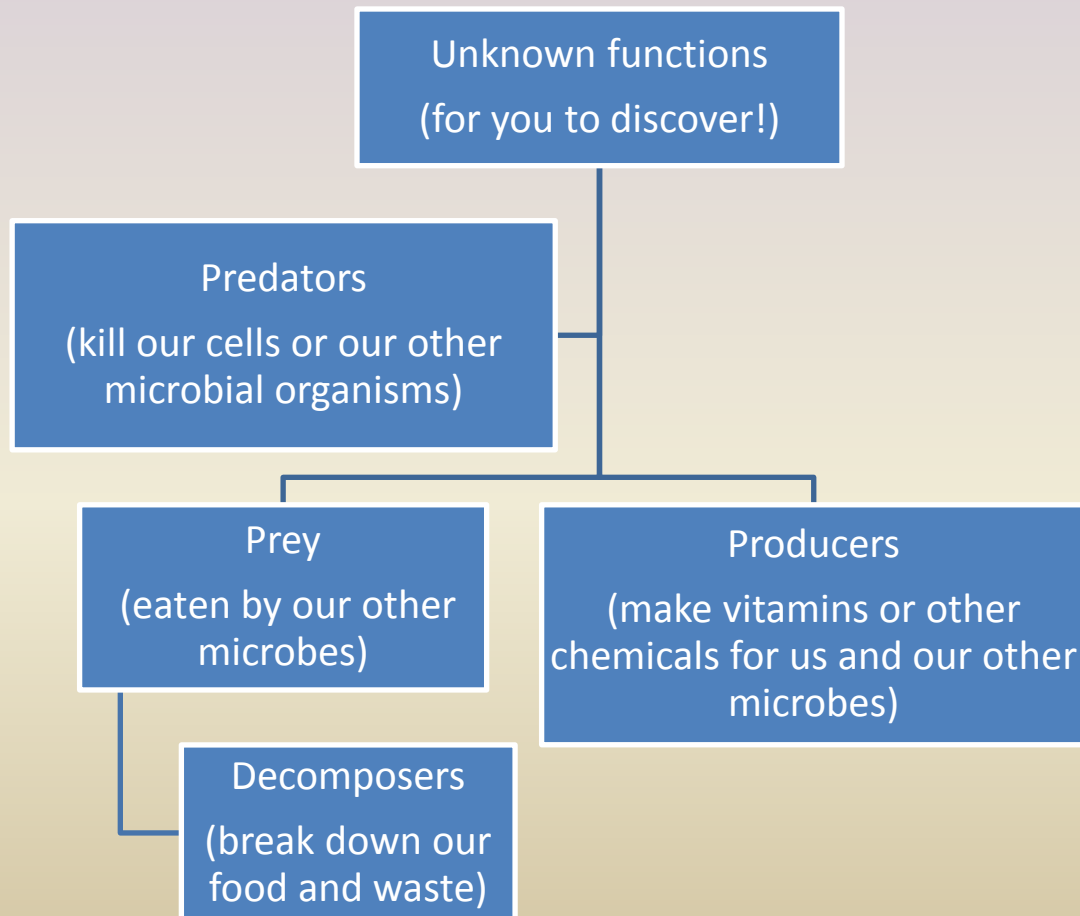 Unknown functions
(for you to discover!)
Predators
(kill our cells or our other
microbial organisms)
Prey
(eaten by our other
microbes)
Producers
(make vitamins or other
chemicals for us and our other
microbes)
Decomposers
(break down our
food and waste)